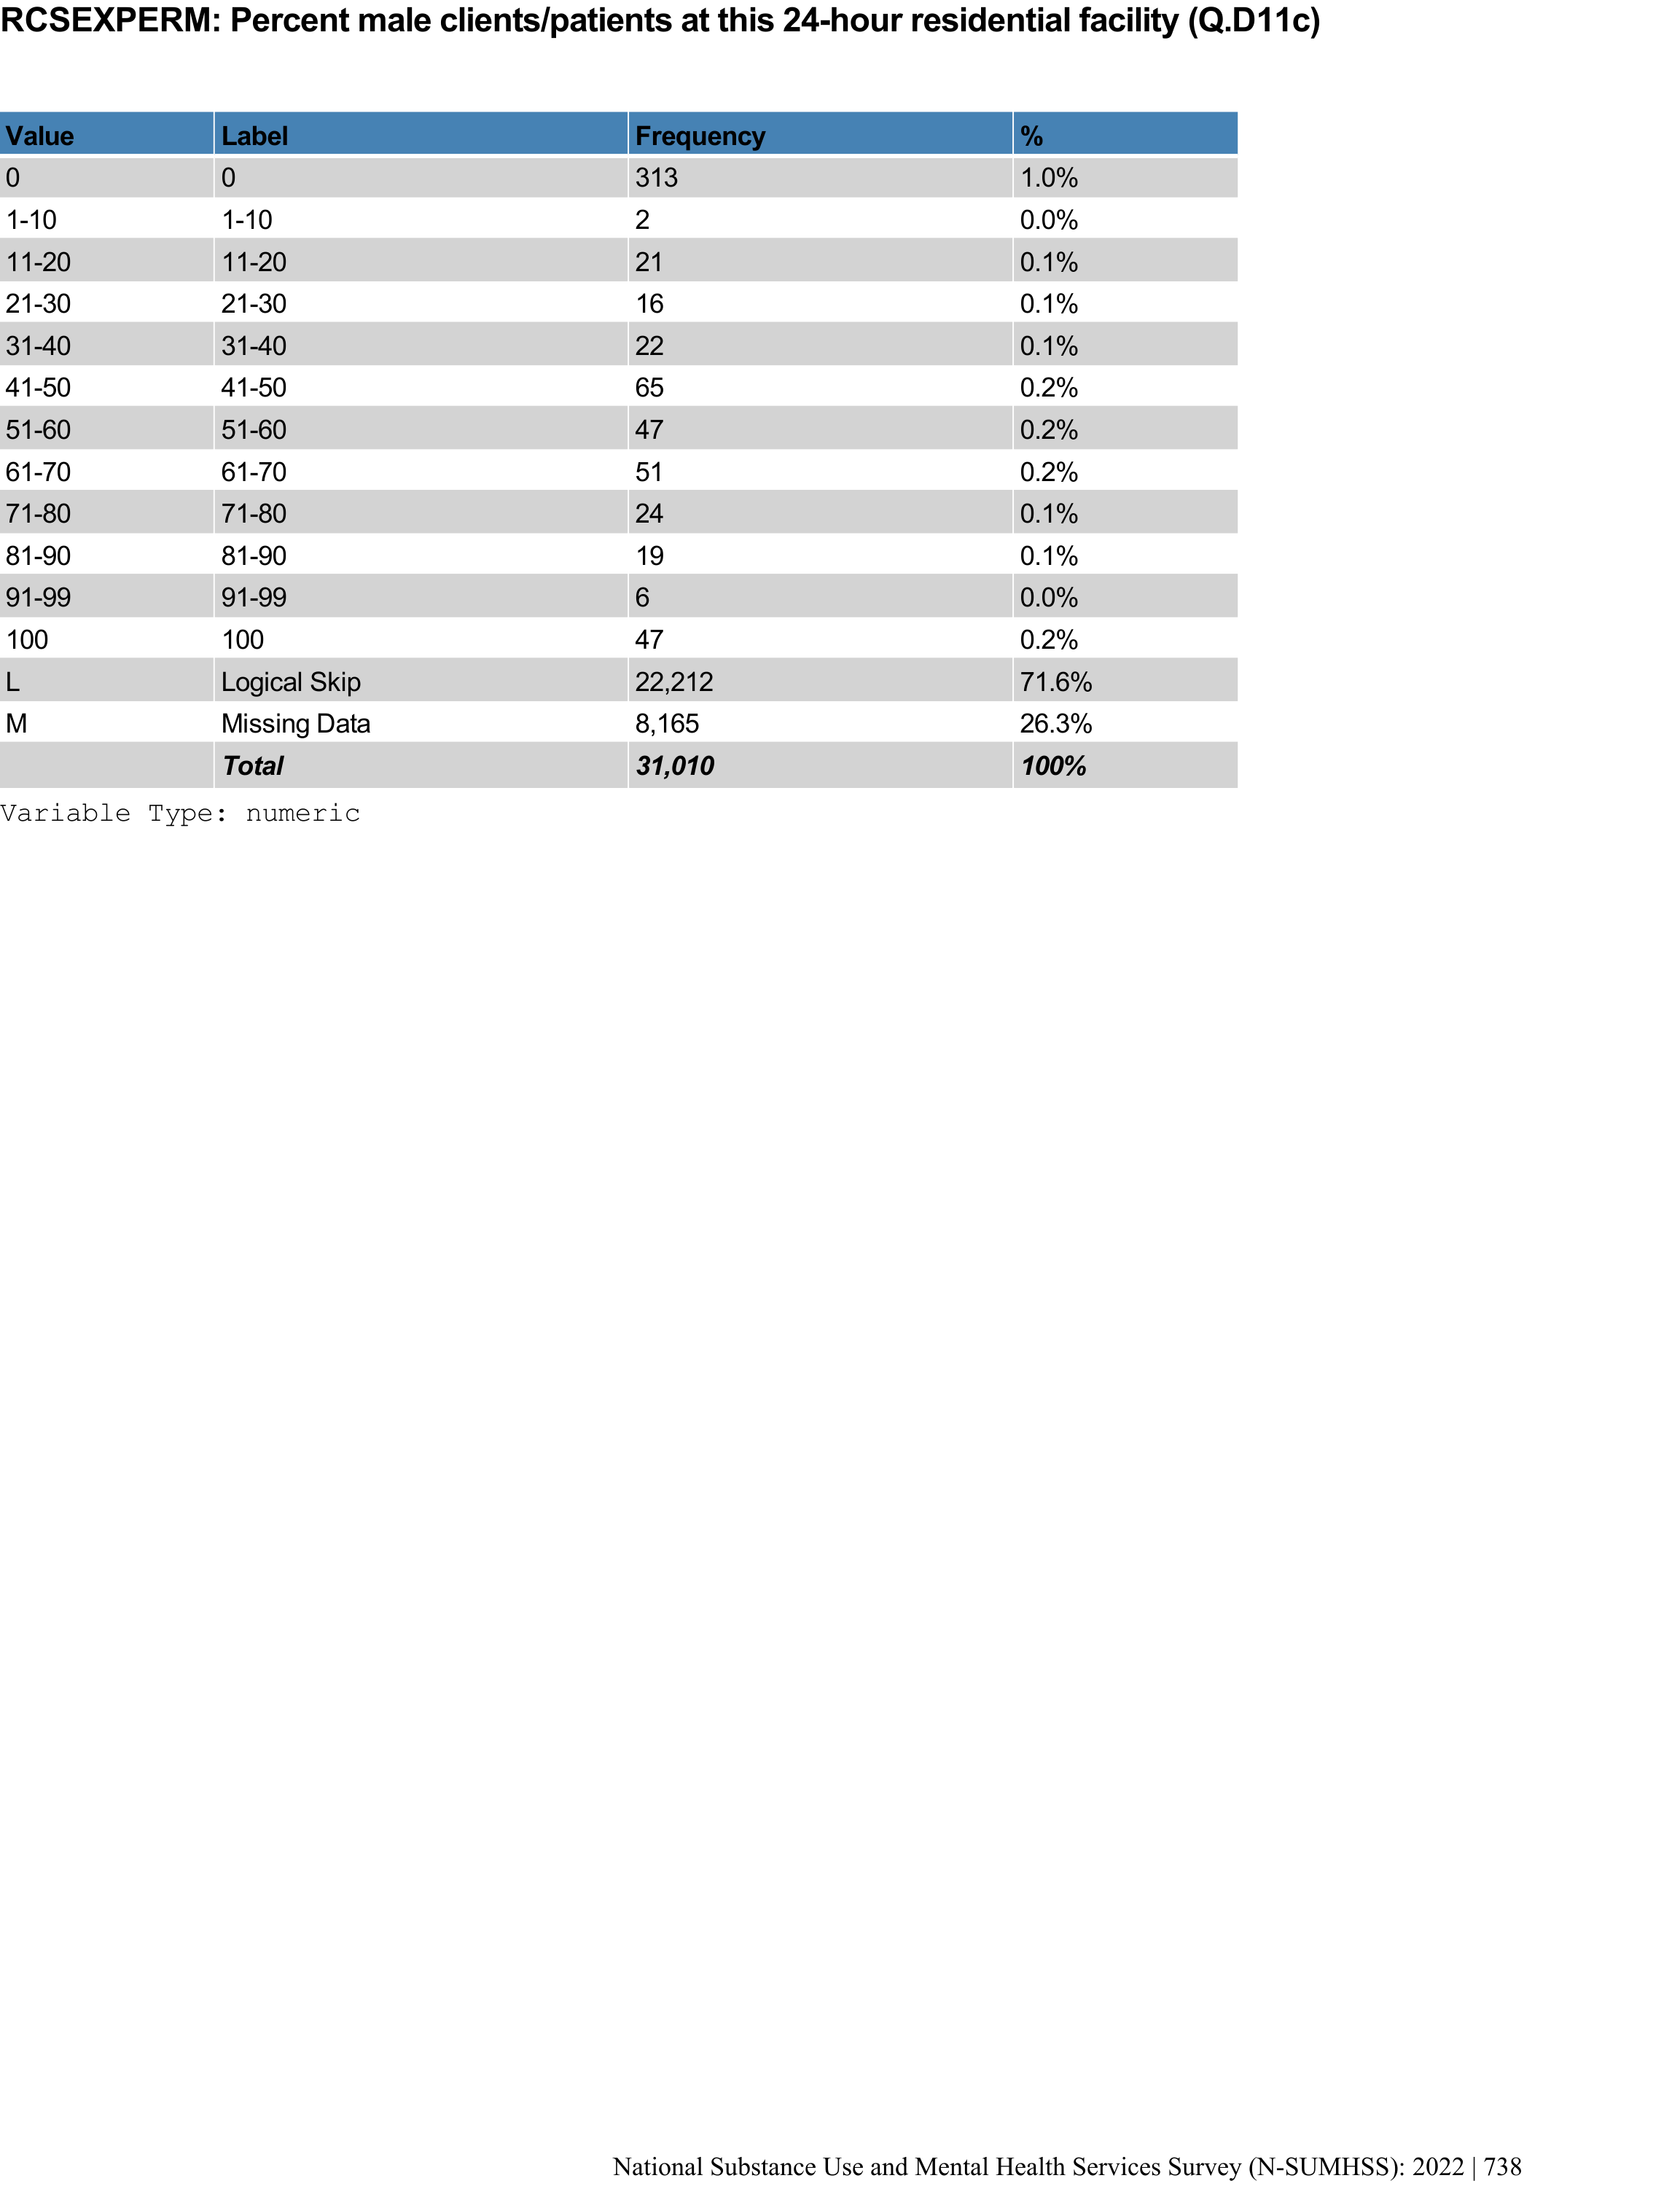 RCSEXPERM: Percent male clients/patients at this 24-hour residential facility (Q.D11c)
Value Label Frequency %
0 0 313 1.0%
1-10 1-10 2 0.0%
11-20 11-20 21 0.1%
21-30 21-30 16 0.1%
31-40 31-40 22 0.1%
41-50 41-50 65 0.2%
51-60 51-60 47 0.2%
61-70 61-70 51 0.2%
71-80 71-80 24 0.1%
81-90 81-90 19 0.1%
91-99 91-99 6 0.0%
100 100 47 0.2%
L Logical Skip 22,212 71.6%
M Missing Data 8,165 26.3%
Total 31,010 100%
Variable Type: numeric
National Substance Use and Mental Health Services Survey (N-SUMHSS): 2022 | 738